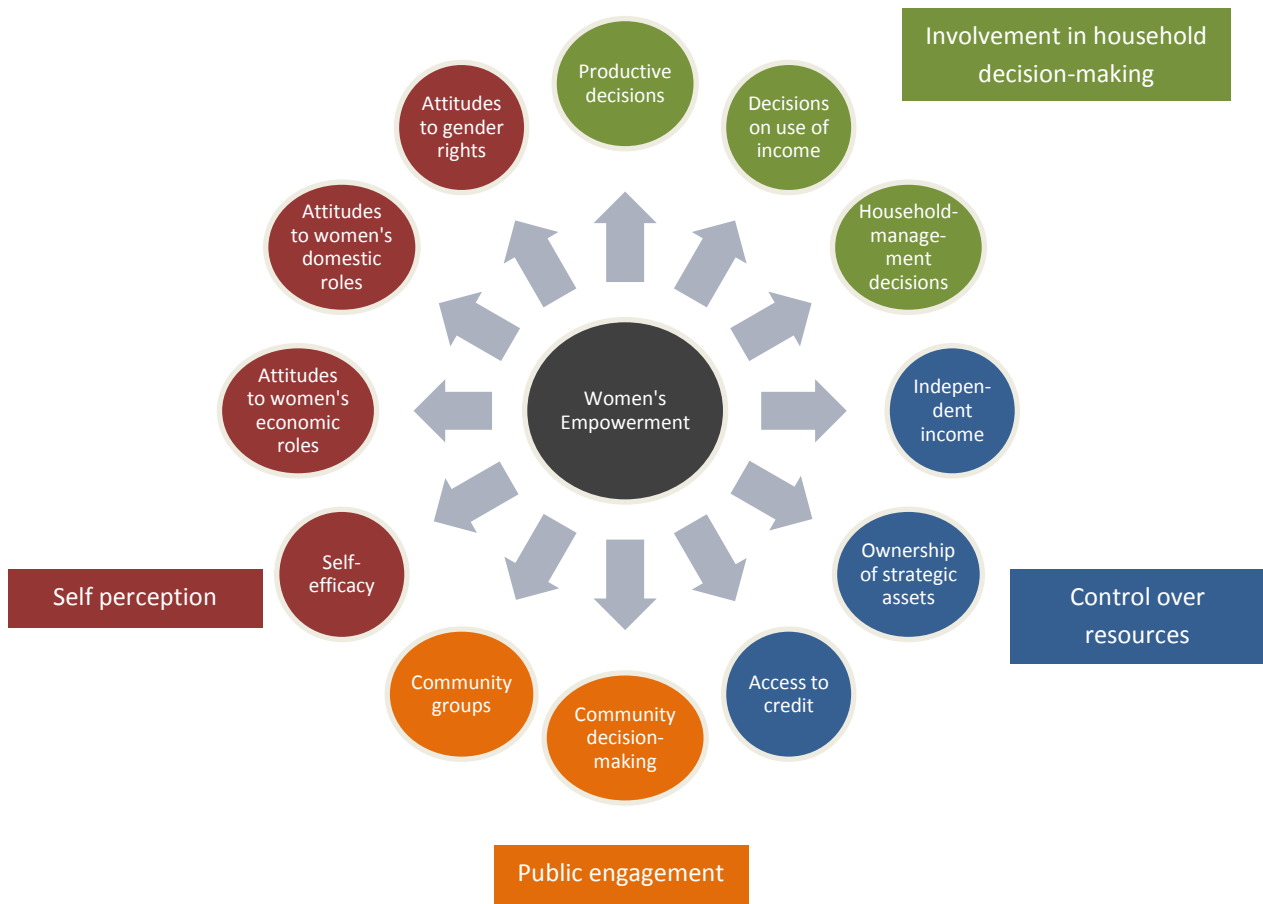 Involvement in household
decision-making
Productive
decisions
Decisions
on use of
income
Household-
manage-
ment
decisions
Indepen-
dent
income
Ownership
of strategic
assets
Control over
resources
Access to
credit
Community
decision-
making
Public engagement
Community
groups
Self-
efficacy
Self perception
Attitudes
to women's
economic
roles
Attitudes
to women's
domestic
roles
Attitudes
to gender
rights
Women's
Empowerment